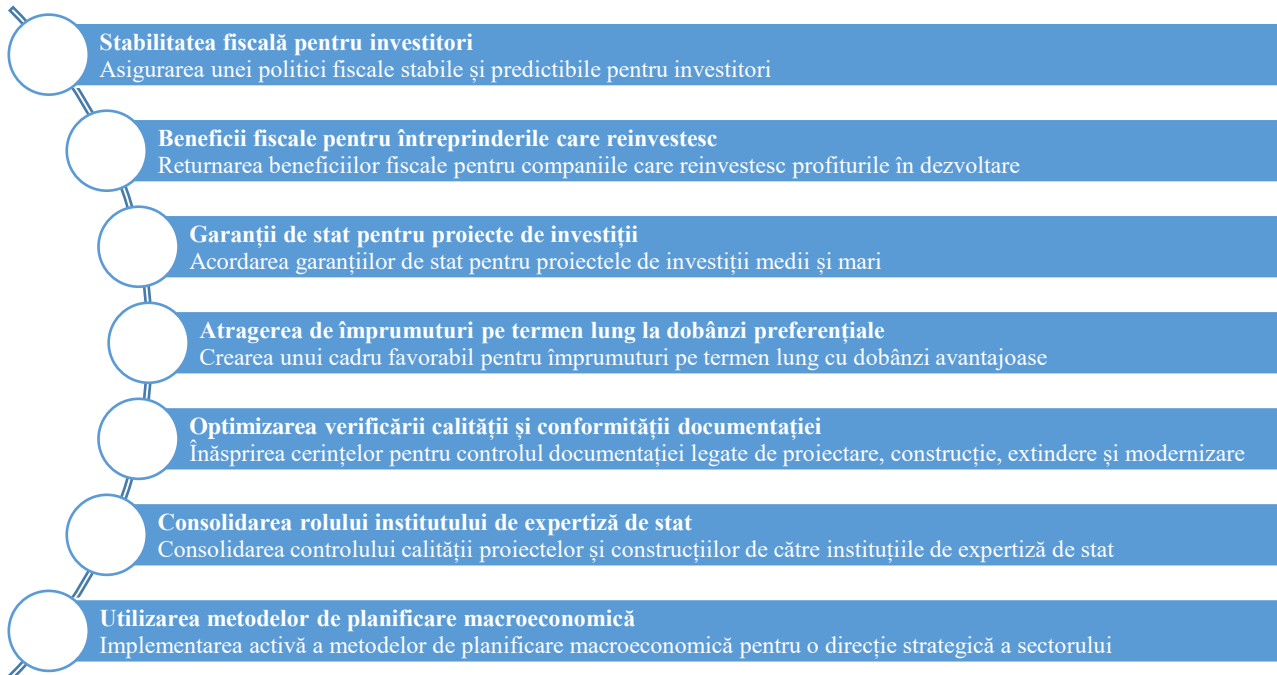 Stabilitatea fiscală pentru investitori
Asigurarea unei politici fiscale stabile și predictibile pentru investitori
Beneficii fiscale pentru întreprinderile care reinvestesc
Returnarea beneficiilor fiscale pentru companiile care reinvestesc profiturile în dezvoltare
Garanții de stat pentru proiecte de investiții
Acordarea garanțiilor de stat pentru proiectele de investiții medii și mari
Atragerea de împrumuturi pe termen lung la dobânzi preferențiale
Crearea unui cadru favorabil pentru împrumuturi pe termen lung cu dobânzi avantajoase
Optimizarea verificării calității și conformității documentației
Înăsprirea cerințelor pentru controlul documentației legate de proiectare, construcție, extindere și modernizare
Consolidarea rolului institutului de expertiză de stat
Consolidarea controlului calității proiectelor și construcțiilor de către instituțiile de expertiză de stat
Utilizarea metodelor de planificare macroeconomică
Implementarea activă a metodelor de planificare macroeconomică pentru o direcție strategică a sectorului